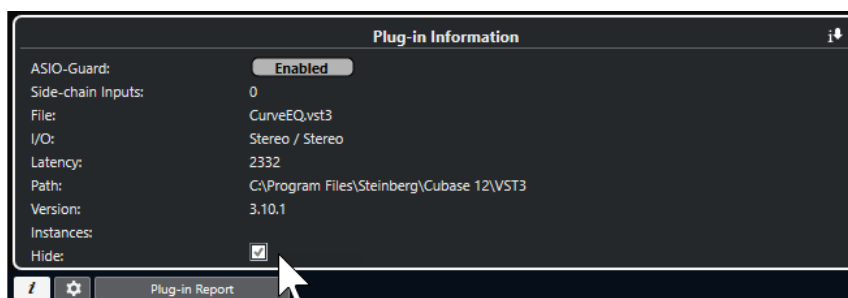 Plug-in Information
ASIO-Guard: Enabled
Side-chain Inputs: 0
File: CurveEQ.vst3
I/O: Stereo / Stereo
Latency: 2332
Path: C:\Program Files\Steinberg\Cubase 12\VST3
Version: 3.10.1
Instances:
Hide:
i Plug-in Report